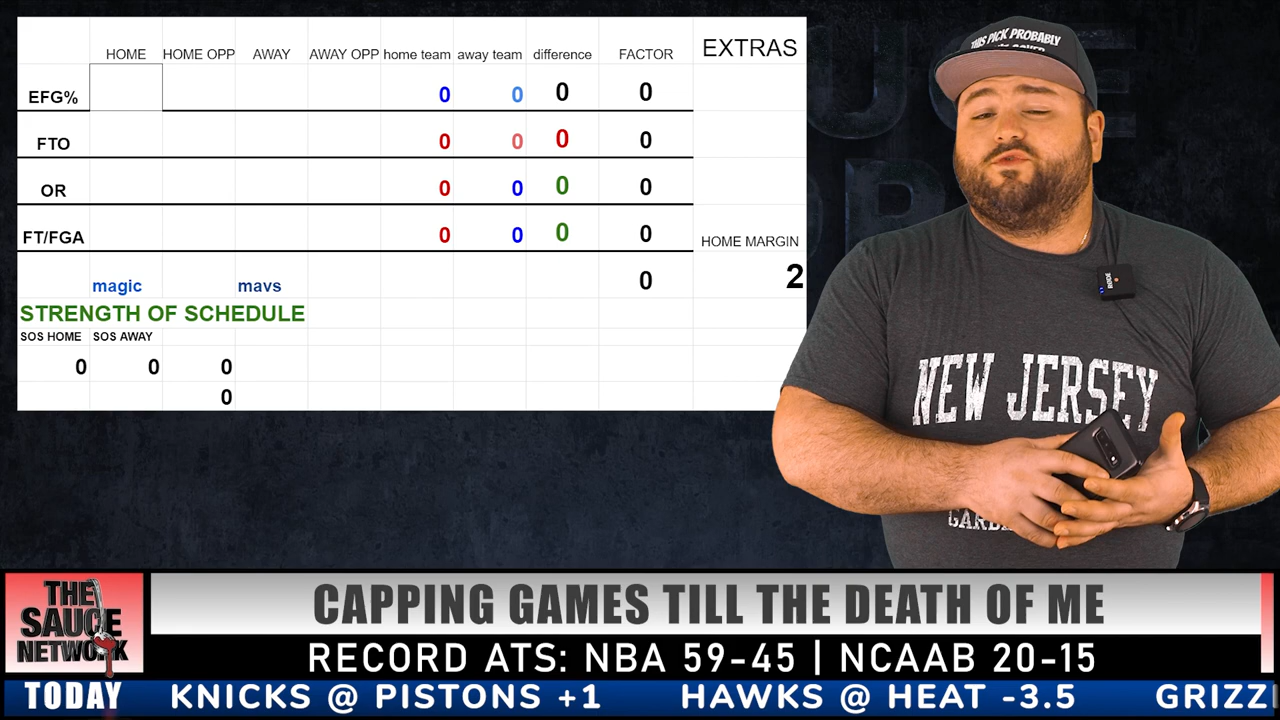 HOME HOME OPP AWAY AWAY OPP home team away team difference FACTOR EXTRAS
EFG% 0 0 0 0
FTO 0 0 0 0
OR 0 0 0 0
FT/FGA 0 0 0 0
HOME MARGIN
magic mavs 0 2
STRENGTH OF SCHEDULE
SOS HOME SOS AWAY
0 0 0
0
THIS PICK PROBABLY
RODE
NEW JERSEY
THE
SAUCE
NETWORK
CAPPING GAMES TILL THE DEATH OF ME
RECORD ATS: NBA 59-45 | NCAAB 20-15
TODAY KNICKS @ PISTONS +1 HAWKS @ HEAT -3.5 GRIZZ